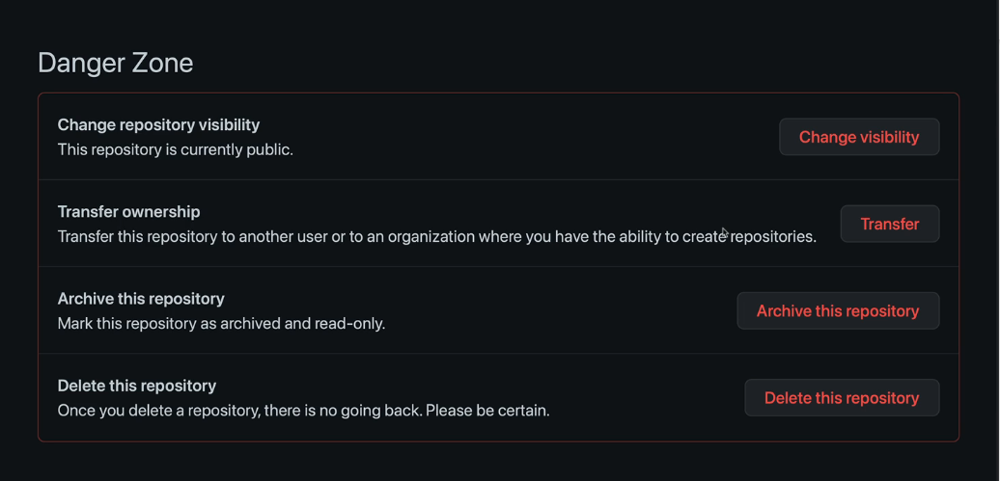 Danger Zone
Change repository visibility
This repository is currently public.
Change visibility
Transfer ownership
Transfer this repository to another user or to an organization where you have the ability to create repositories.
Transfer
Archive this repository
Mark this repository as archived and read-only.
Archive this repository
Delete this repository
Once you delete a repository, there is no going back. Please be certain.
Delete this repository